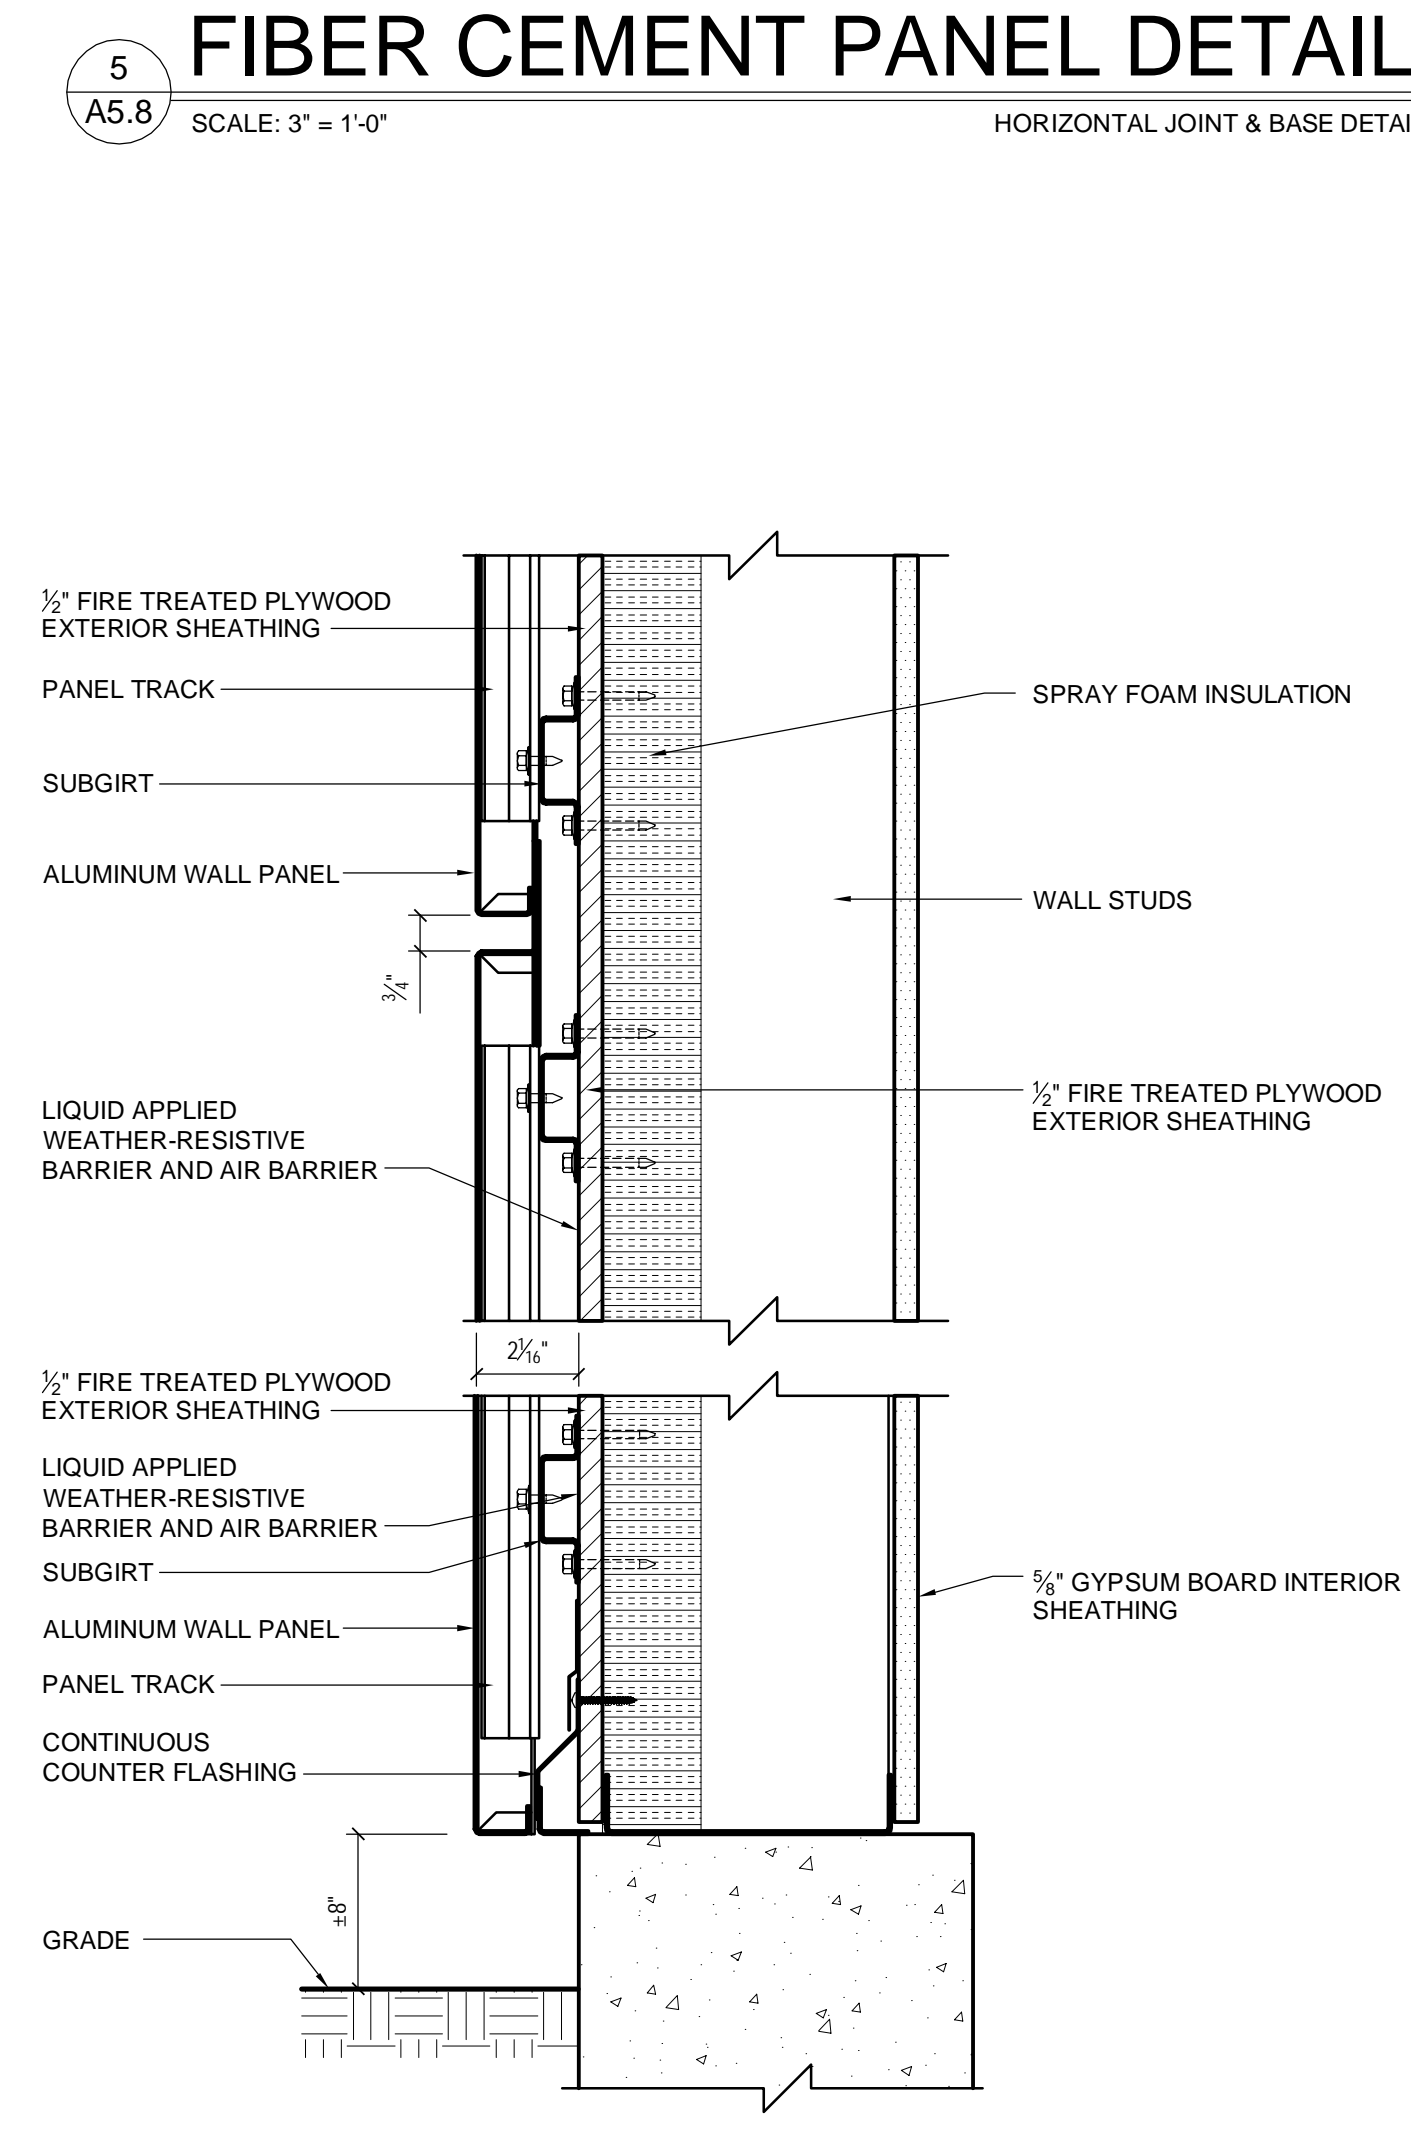 5
A5.8
FIBER CEMENT PANEL DETAIL
SCALE: 3" = 1'-0"
HORIZONTAL JOINT & BASE DETAI
½" FIRE TREATED PLYWOOD
EXTERIOR SHEATHING
PANEL TRACK
SUBGIRT
ALUMINUM WALL PANEL
¾"
LIQUID APPLIED
WEATHER-RESISTIVE
BARRIER AND AIR BARRIER
SPRAY FOAM INSULATION
WALL STUDS
½" FIRE TREATED PLYWOOD
EXTERIOR SHEATHING
2 1/16"
½" FIRE TREATED PLYWOOD
EXTERIOR SHEATHING
LIQUID APPLIED
WEATHER-RESISTIVE
BARRIER AND AIR BARRIER
SUBGIRT
ALUMINUM WALL PANEL
PANEL TRACK
CONTINUOUS
COUNTER FLASHING
⅝" GYPSUM BOARD INTERIOR
SHEATHING
±8"
GRADE